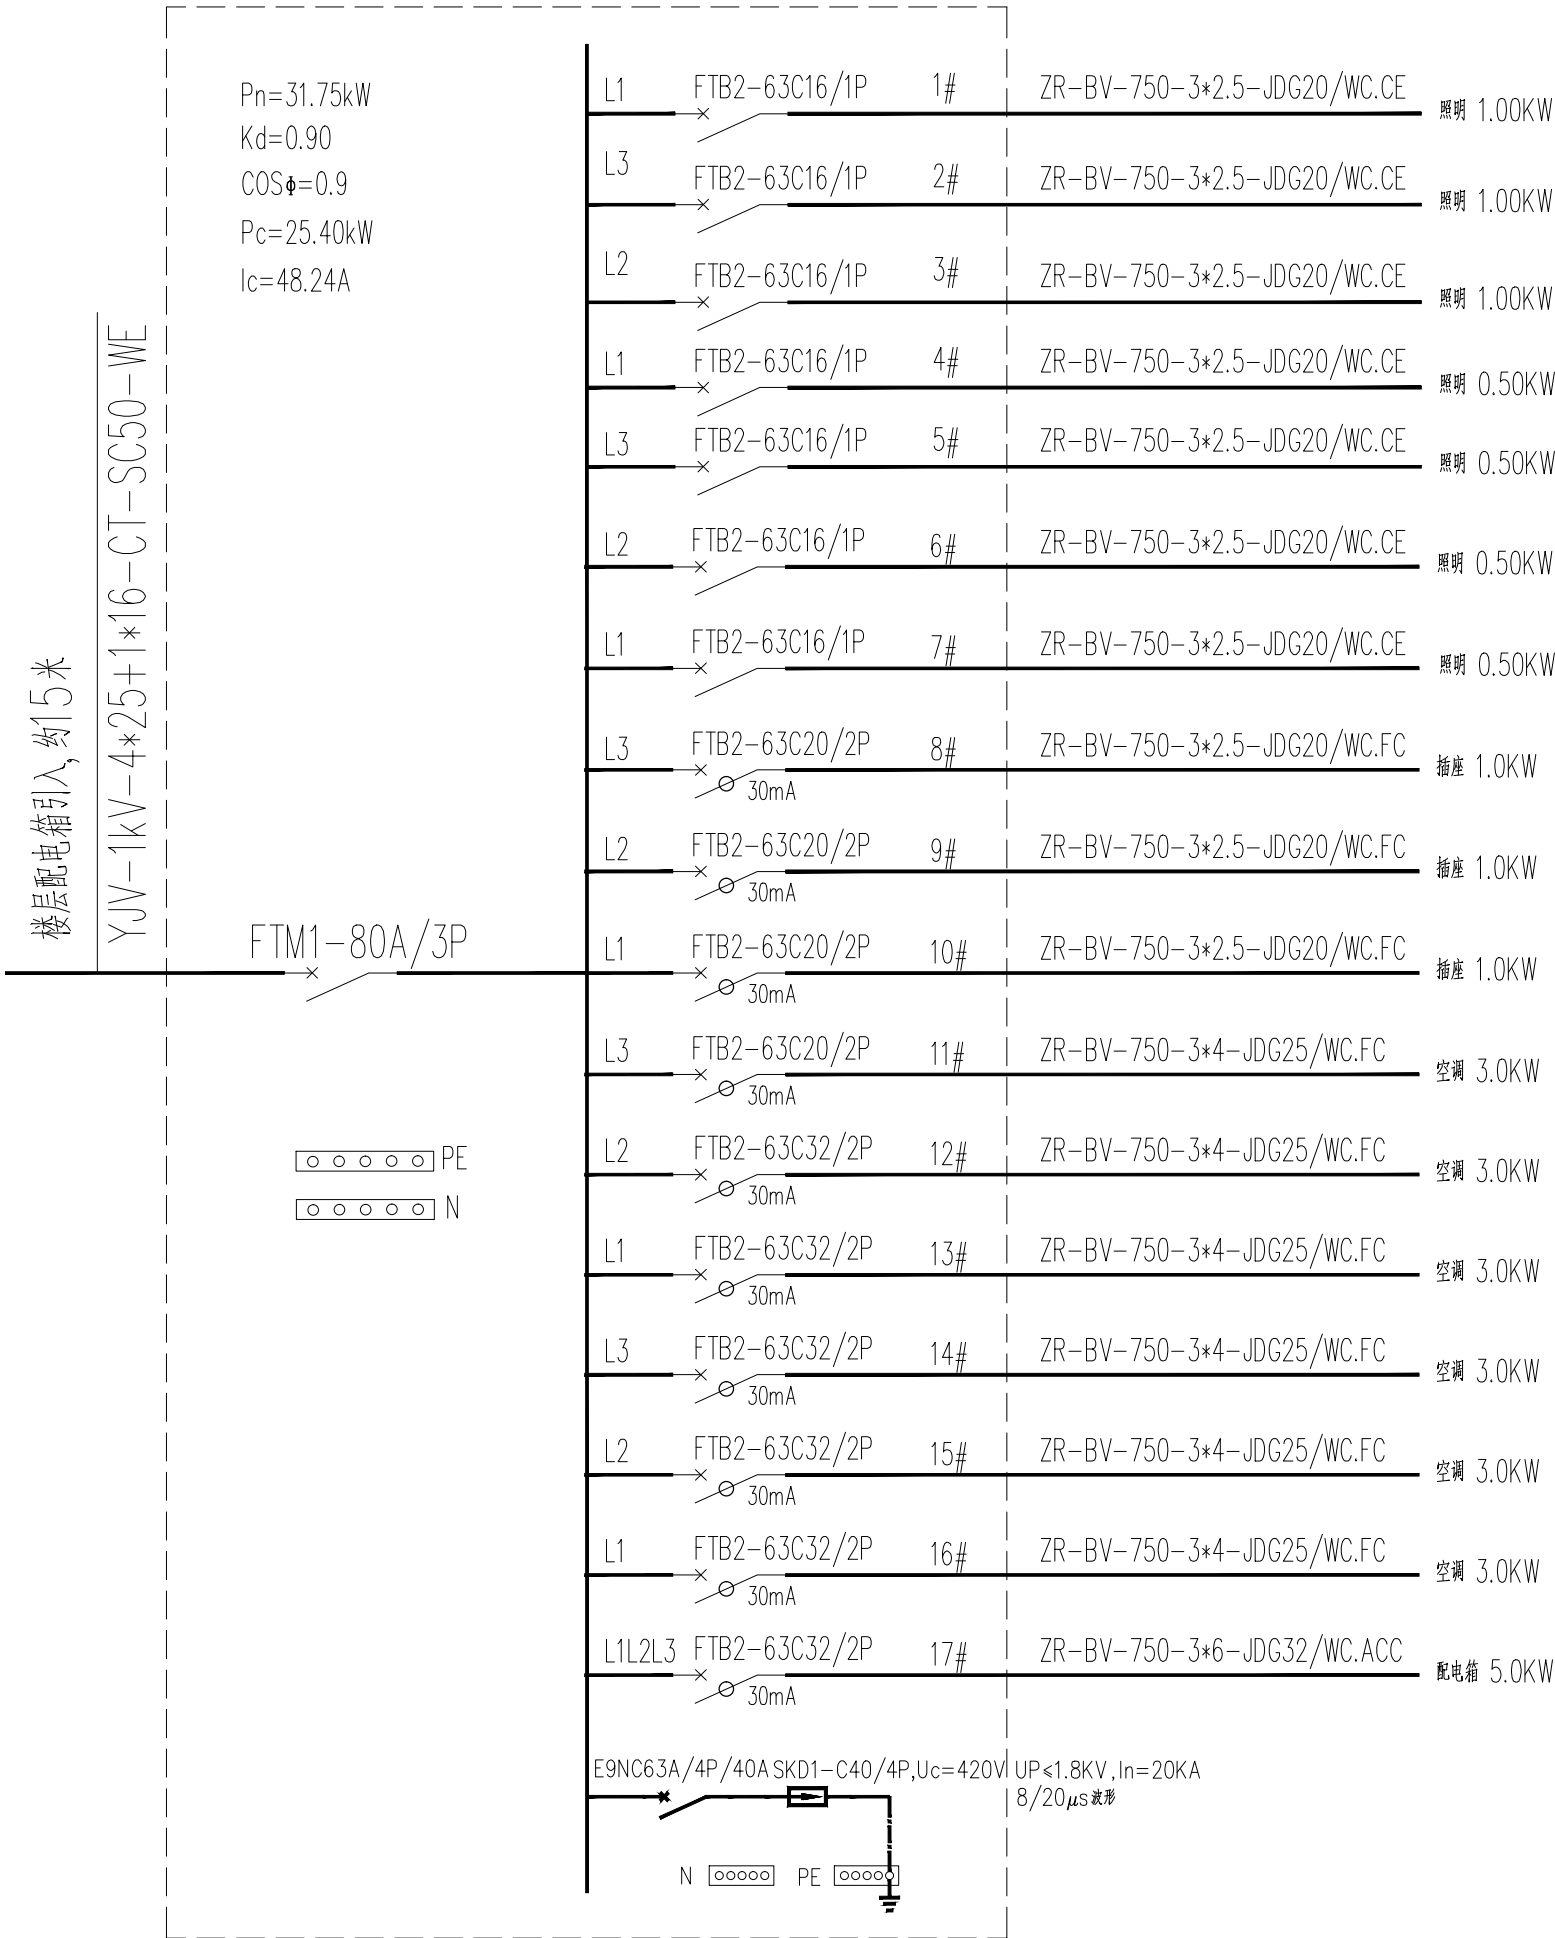 Pn=31.75kW
Kd=0.90
COSΦ=0.9
Pc=25.40kW
Ic=48.24A
楼层配电箱引入,约15米
YJV-1kV-4*25+1*16-CT-SC50-WE
FTM1-80A/3P
PE
N
L1 FTB2-63C16/1P 1# ZR-BV-750-3*2.5-JDG20/WC.CE 照明 1.00KW
L3 FTB2-63C16/1P 2# ZR-BV-750-3*2.5-JDG20/WC.CE 照明 1.00KW
L2 FTB2-63C16/1P 3# ZR-BV-750-3*2.5-JDG20/WC.CE 照明 1.00KW
L1 FTB2-63C16/1P 4# ZR-BV-750-3*2.5-JDG20/WC.CE 照明 0.50KW
L3 FTB2-63C16/1P 5# ZR-BV-750-3*2.5-JDG20/WC.CE 照明 0.50KW
L2 FTB2-63C16/1P 6# ZR-BV-750-3*2.5-JDG20/WC.CE 照明 0.50KW
L1 FTB2-63C16/1P 7# ZR-BV-750-3*2.5-JDG20/WC.CE 照明 0.50KW
L3 FTB2-63C20/2P 8# ZR-BV-750-3*2.5-JDG20/WC.FC 插座 1.0KW
30mA
L2 FTB2-63C20/2P 9# ZR-BV-750-3*2.5-JDG20/WC.FC 插座 1.0KW
30mA
L1 FTB2-63C20/2P 10# ZR-BV-750-3*2.5-JDG20/WC.FC 插座 1.0KW
30mA
L3 FTB2-63C20/2P 11# ZR-BV-750-3*4-JDG25/WC.FC 空调 3.0KW
30mA
L2 FTB2-63C32/2P 12# ZR-BV-750-3*4-JDG25/WC.FC 空调 3.0KW
30mA
L1 FTB2-63C32/2P 13# ZR-BV-750-3*4-JDG25/WC.FC 空调 3.0KW
30mA
L3 FTB2-63C32/2P 14# ZR-BV-750-3*4-JDG25/WC.FC 空调 3.0KW
30mA
L2 FTB2-63C32/2P 15# ZR-BV-750-3*4-JDG25/WC.FC 空调 3.0KW
30mA
L1 FTB2-63C32/2P 16# ZR-BV-750-3*4-JDG25/WC.FC 空调 3.0KW
30mA
L1L2L3 FTB2-63C32/2P 17# ZR-BV-750-3*6-JDG32/WC.ACC 配电箱 5.0KW
30mA
E9NC63A/4P/40A SKD1-C40/4P,Uc=420V UP≤1.8KV,In=20KA
8/20μs波形
N PE